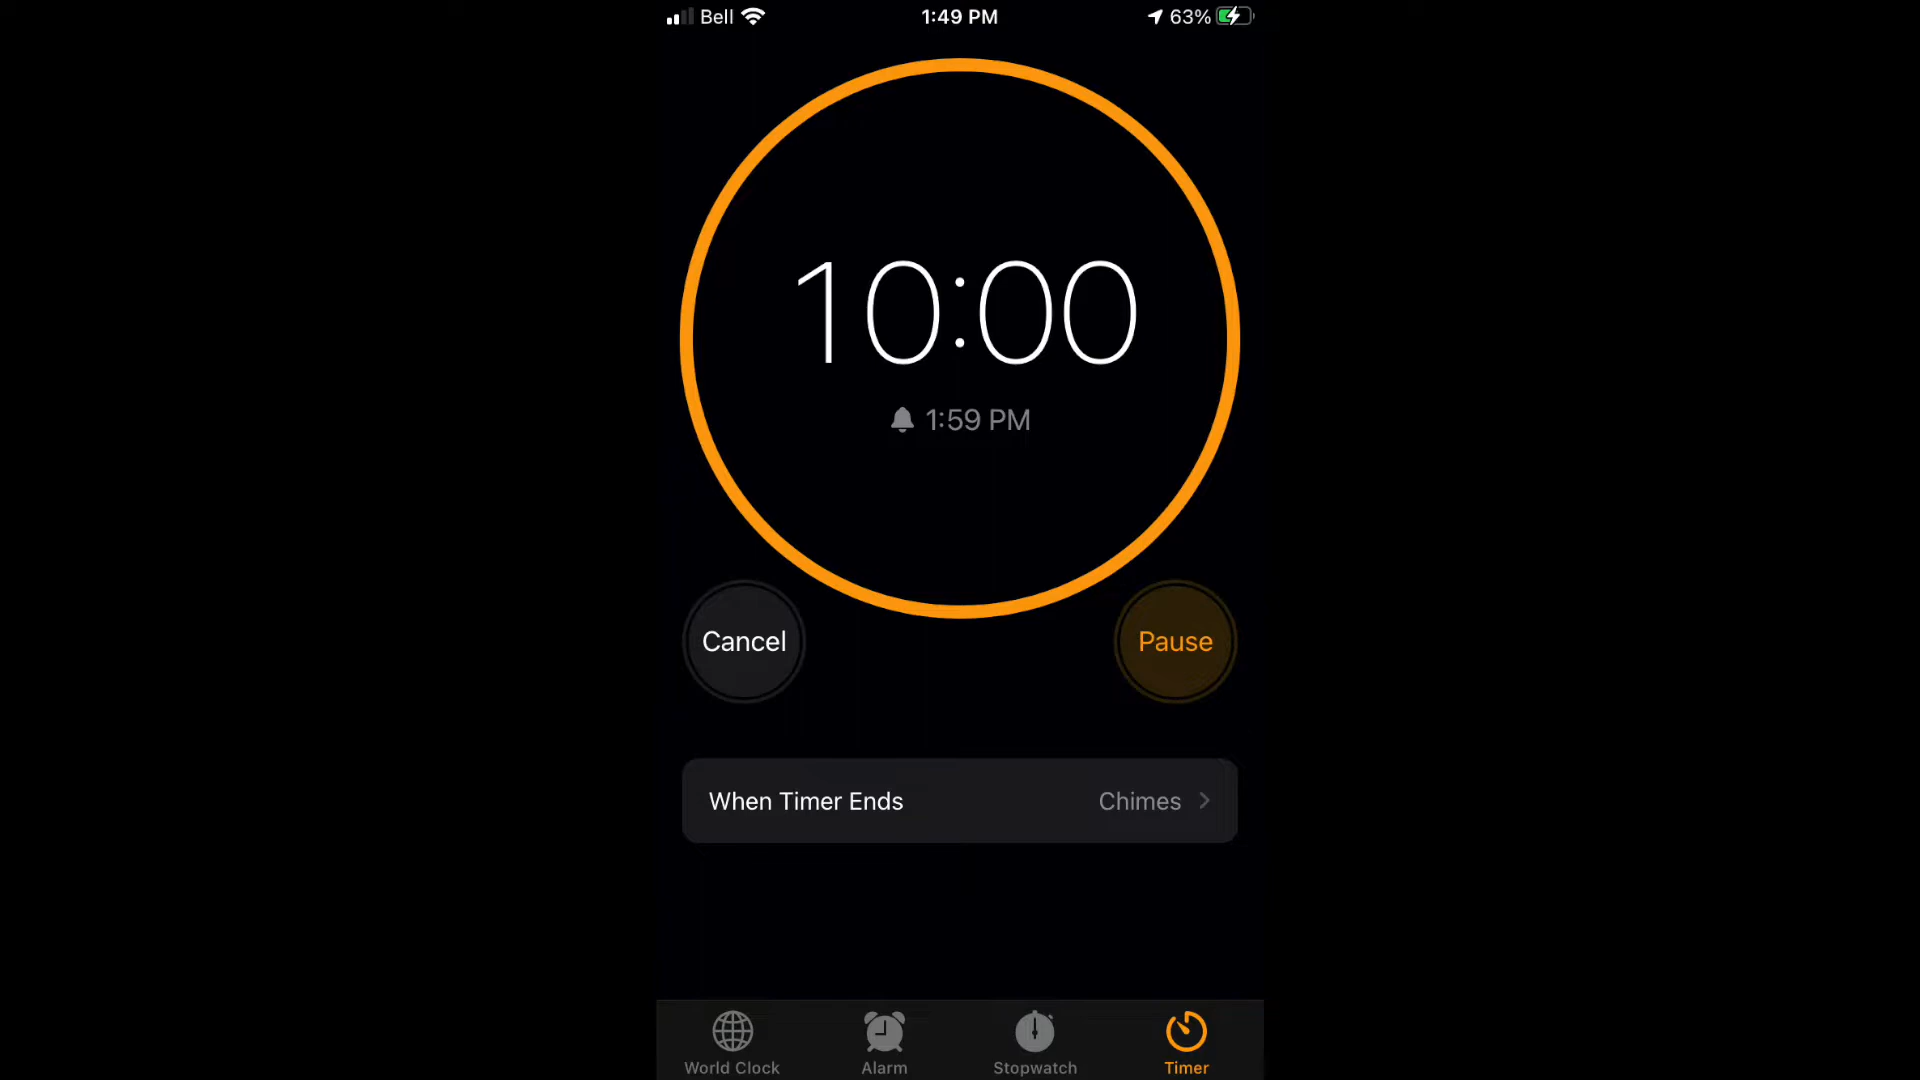 Bell 1:49 PM 63%
10:00
1:59 PM
Cancel Pause
When Timer Ends Chimes
World Clock Alarm Stopwatch Timer